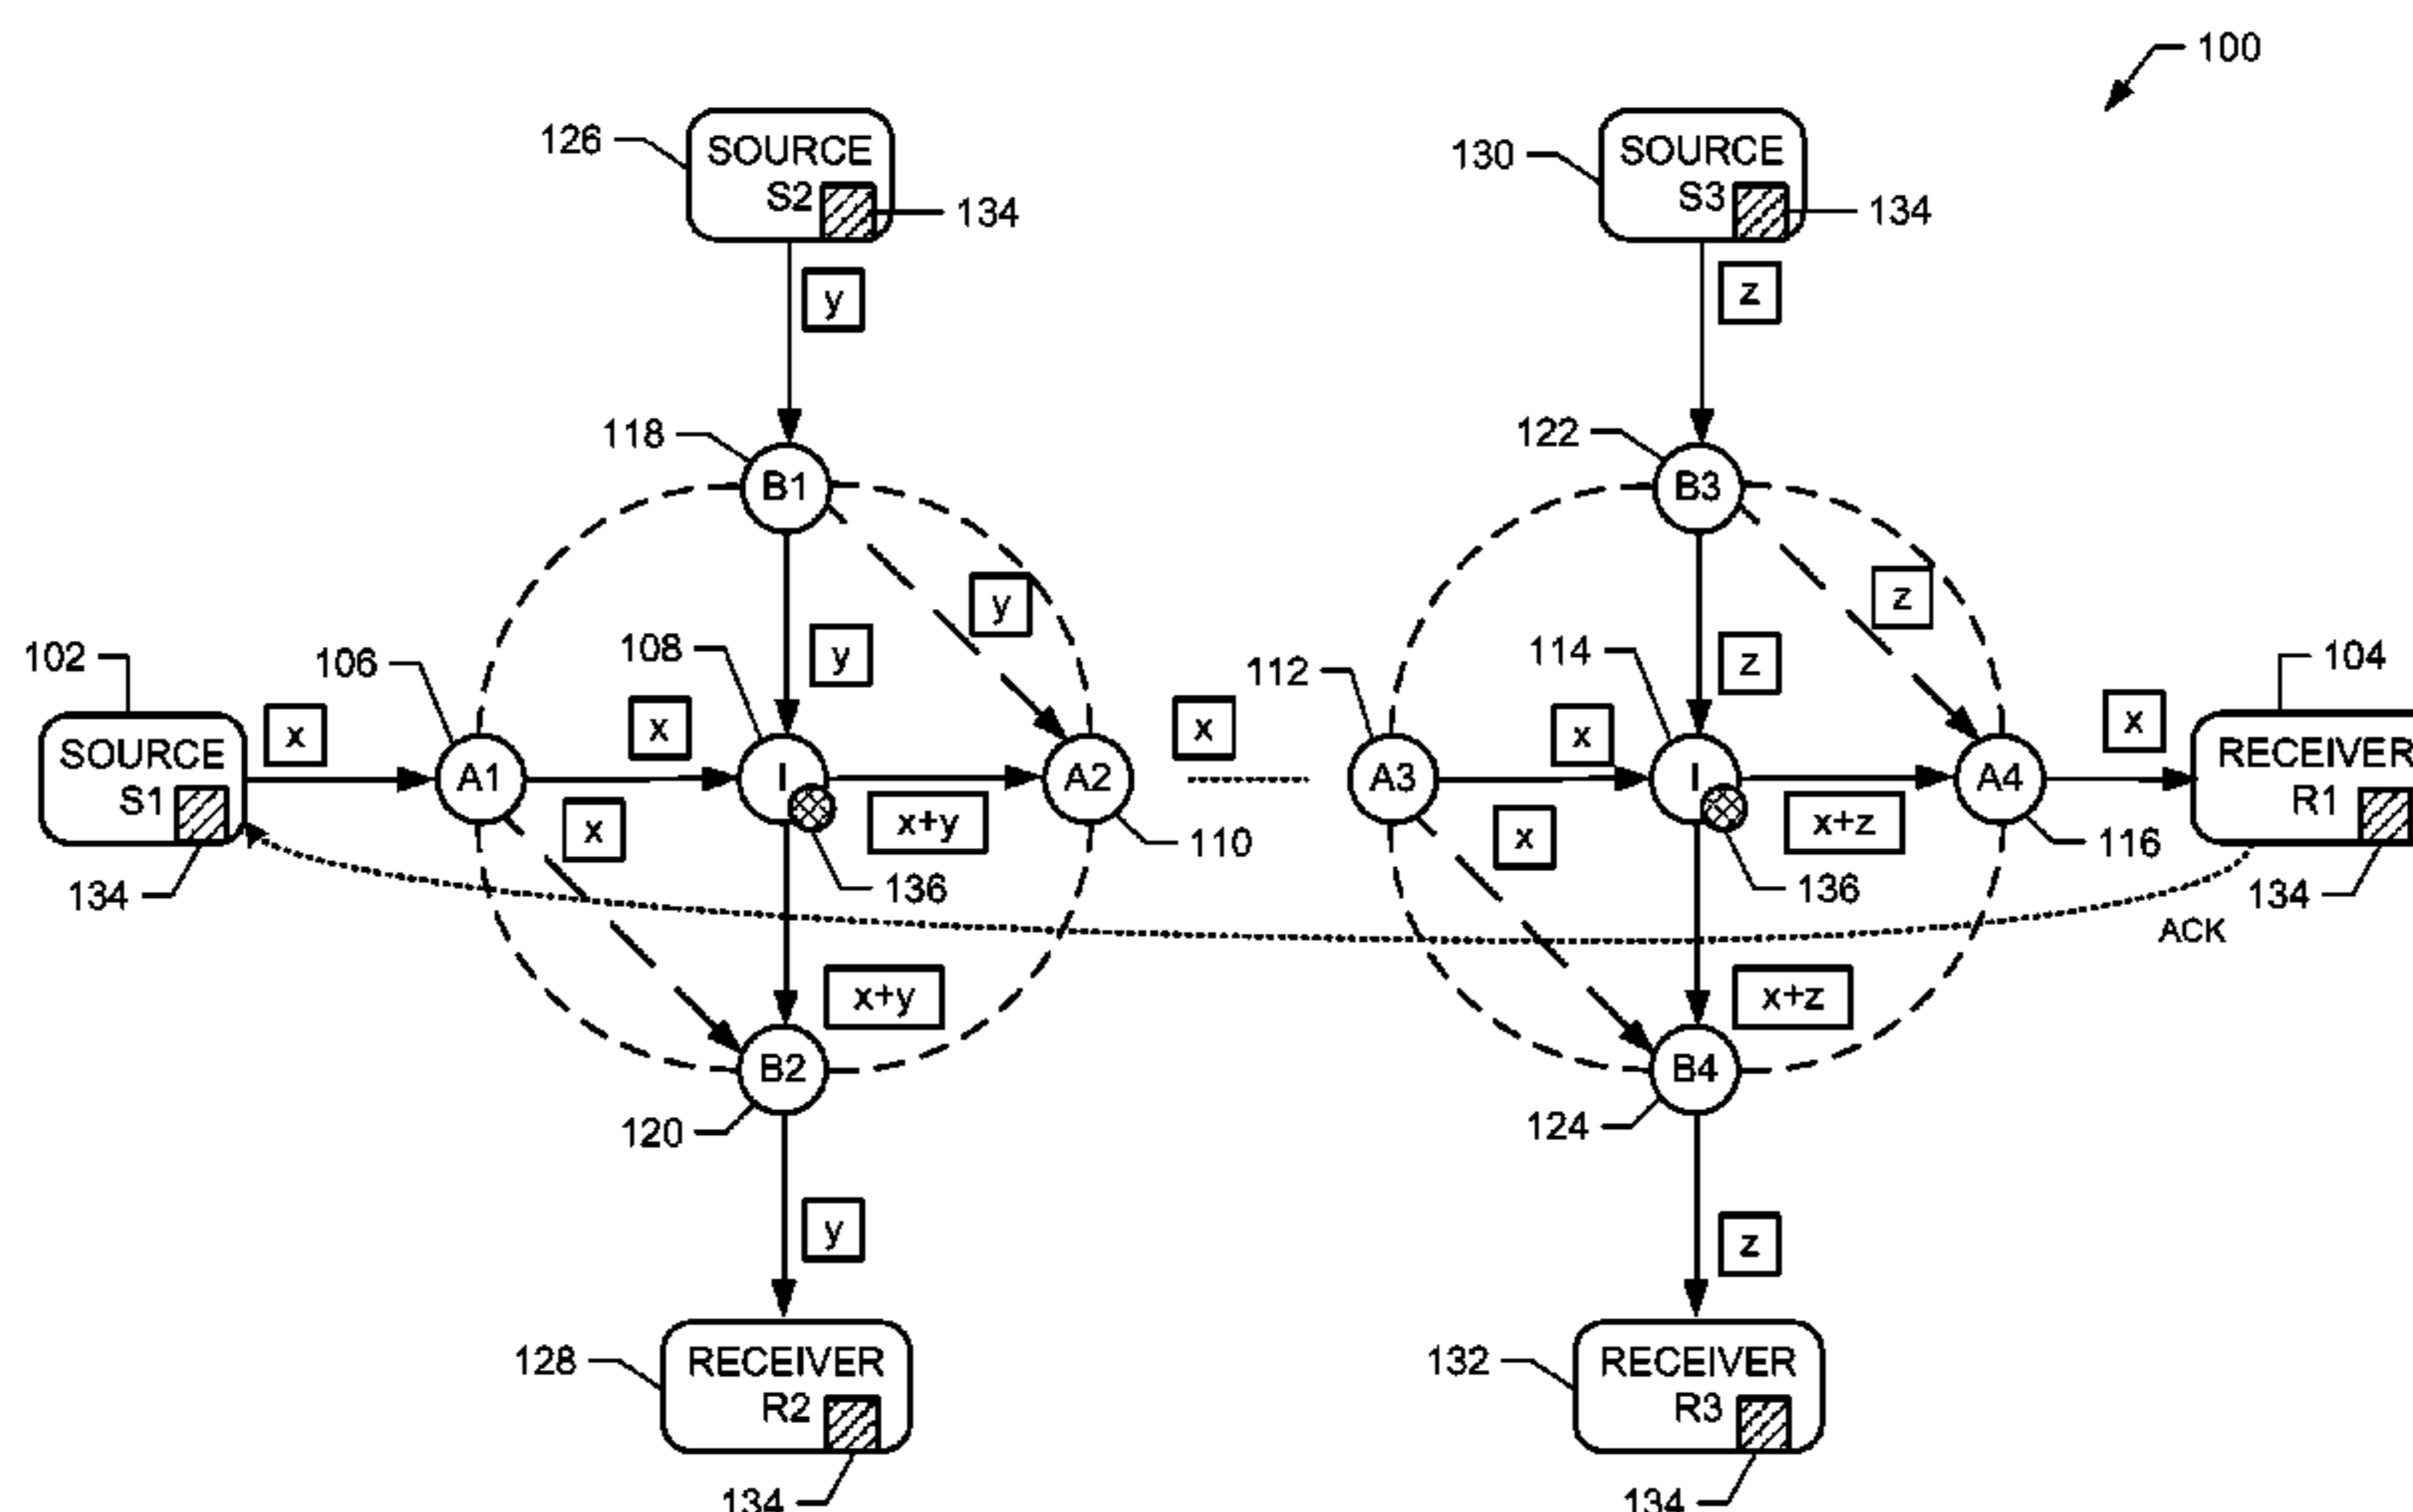 100
126
SOURCE
S2
134
130
SOURCE
S3
134
y
z
118
B1
122
B3
y
z
102
106
108
y
112
114
z
104
SOURCE
S1
134
x
A1
x
I
x
x+y
A2
110
136
x
A3
x
I
x
x+z
A4
116
136
x
RECEIVER
R1
134
ACK
x+y
x+z
B2
120
B4
124
y
z
128
RECEIVER
R2
134
132
RECEIVER
R3
134